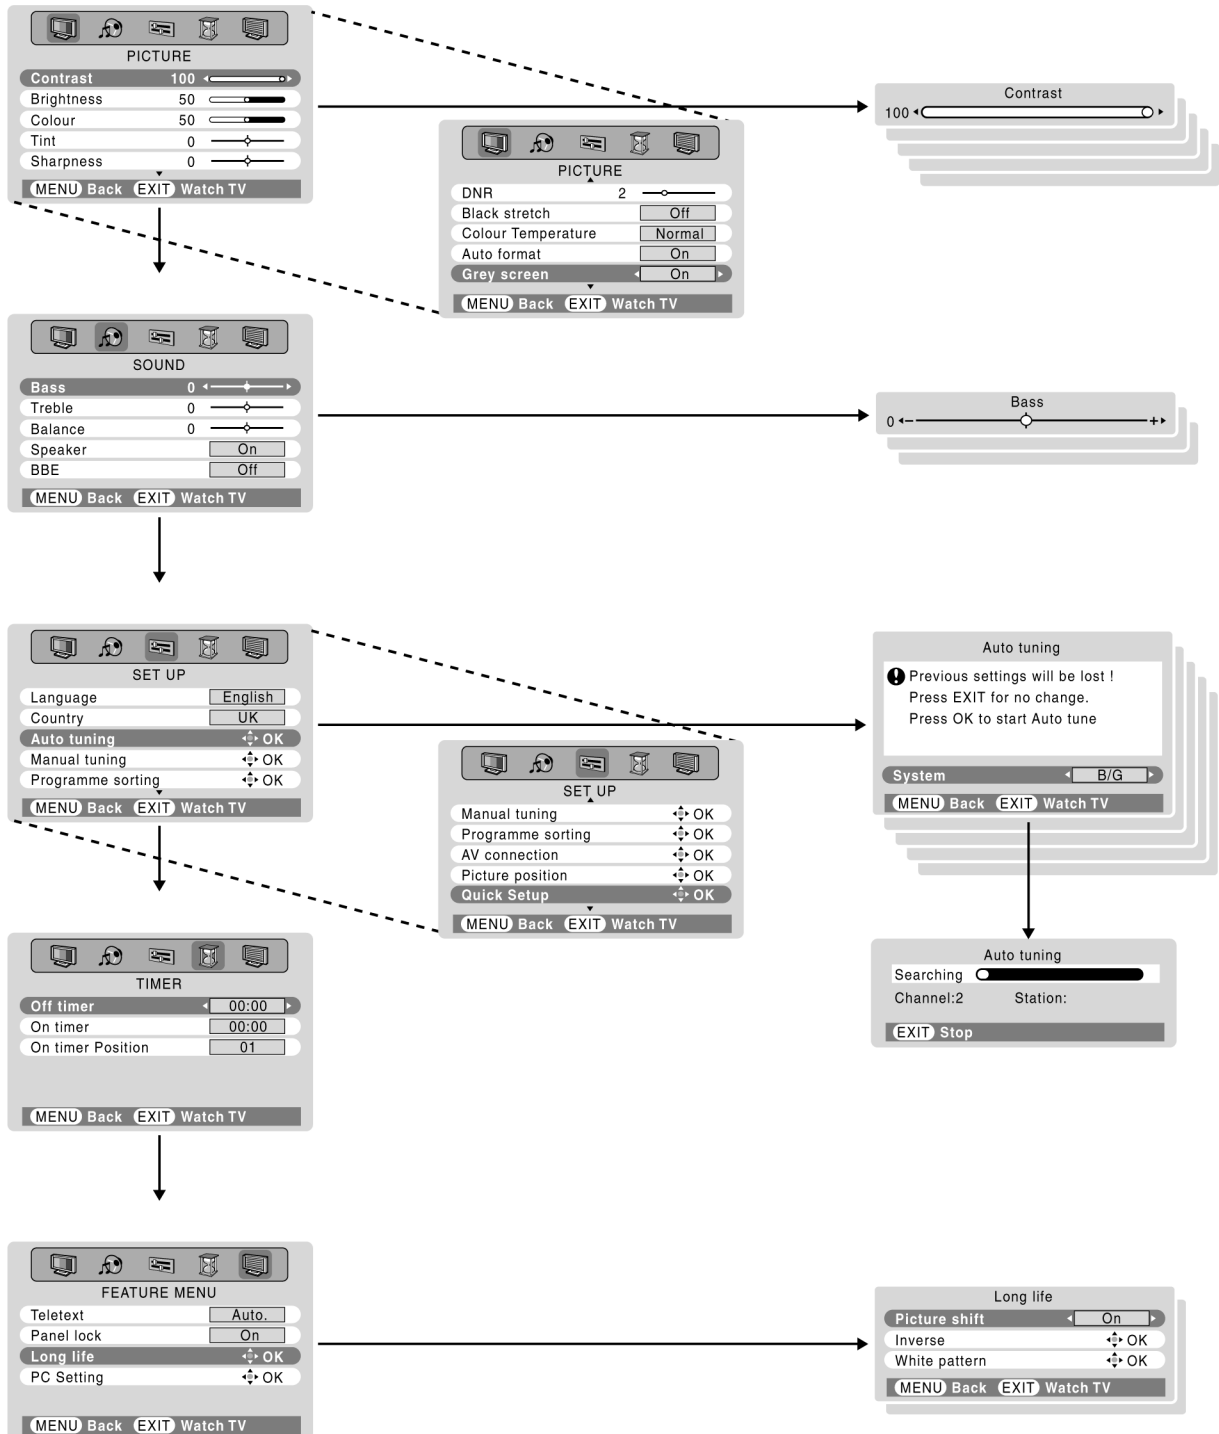 PICTURE
Contrast 100
Brightness 50
Colour 50
Tint 0
Sharpness 0
MENU Back EXIT Watch TV
Contrast
100
PICTURE
DNR 2
Black stretch Off
Colour Temperature Normal
Auto format On
Grey screen On
MENU Back EXIT Watch TV
SOUND
Bass 0
Treble 0
Balance 0
Speaker On
BBE Off
MENU Back EXIT Watch TV
Bass
0 - +
SET UP
Language English
Country UK
Auto tuning OK
Manual tuning OK
Programme sorting OK
MENU Back EXIT Watch TV
SET UP
Manual tuning OK
Programme sorting OK
AV connection OK
Picture position OK
Quick Setup OK
MENU Back EXIT Watch TV
Auto tuning
Previous settings will be lost !
Press EXIT for no change.
Press OK to start Auto tune
System B/G
MENU Back EXIT Watch TV
Auto tuning
Searching
Channel:2 Station:
EXIT Stop
TIMER
Off timer 00:00
On timer 00:00
On timer Position 01
MENU Back EXIT Watch TV
FEATURE MENU
Teletext Auto.
Panel lock On
Long life OK
PC Setting OK
MENU Back EXIT Watch TV
Long life
Picture shift On
Inverse OK
White pattern OK
MENU Back EXIT Watch TV